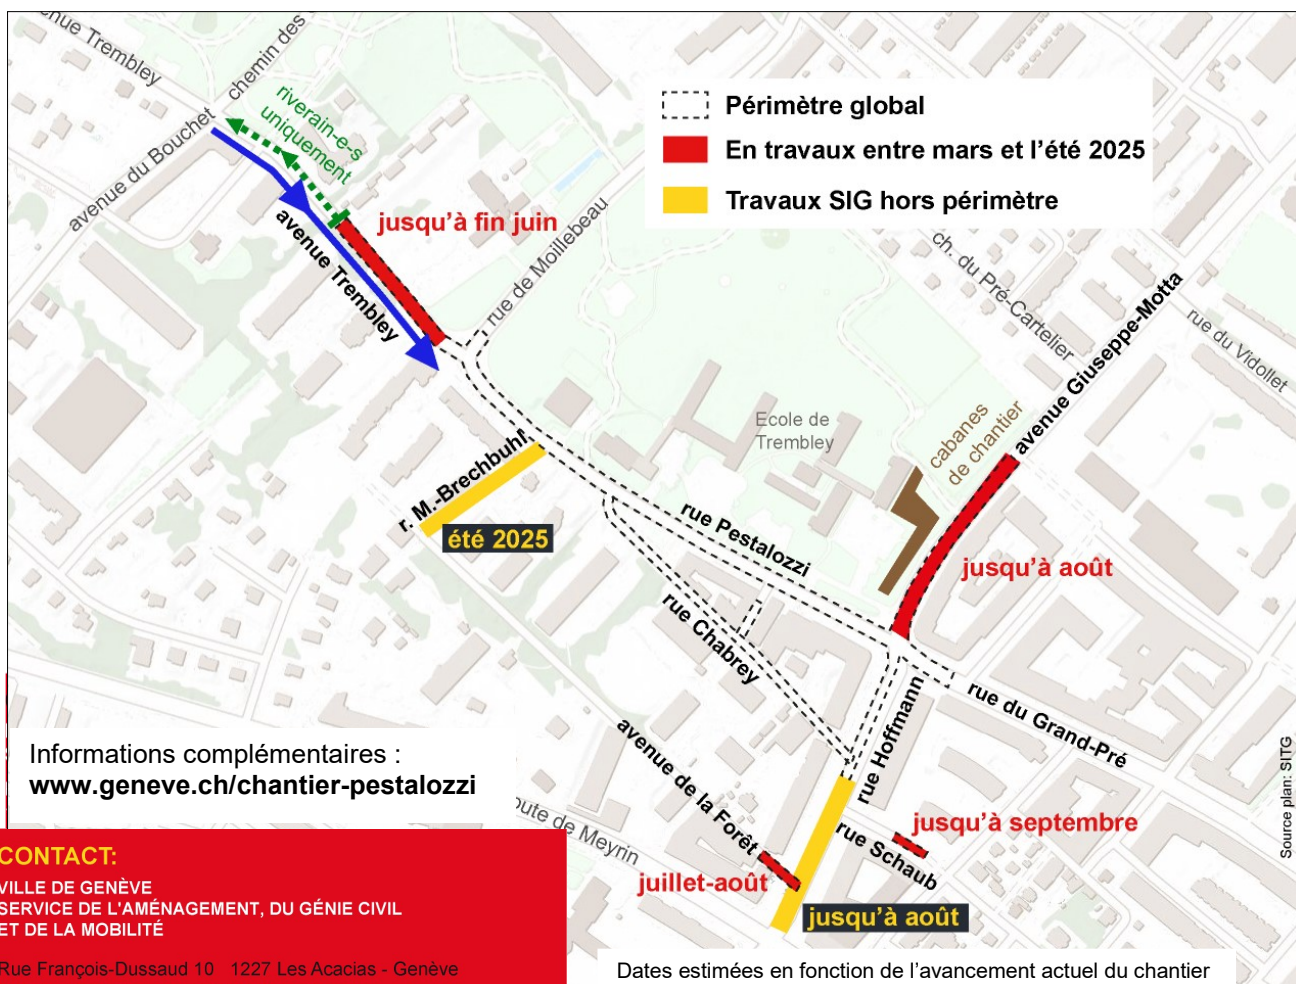 avenue Trembley
chemin des
avenue du Bouchet
riverain-e-s
uniquement
Périmètre global
En travaux entre mars et l'été 2025
Travaux SIG hors périmètre
jusqu'à fin juin
avenue Trembley
rue de Moillebeau
ch. du Pré-Cartelier
avenue Giuseppe-Motta
rue du Vidollet
Ecole de
Trembley
cabanes
de chantier
r. M.-Brechbuhl
été 2025
rue Pestalozzi
jusqu'à août
rue Chabrey
rue Hoffmann
rue du Grand-Pré
avenue de la Forêt
Informations complémentaires :
www.geneve.ch/chantier-pestalozzi
oute de Meyrin
jusqu'à septembre
rue Schaub
juillet-août
jusqu'à août
Source plan: SITG
CONTACT:
VILLE DE GENÈVE
SERVICE DE L'AMÉNAGEMENT, DU GÉNIE CIVIL
ET DE LA MOBILITÉ
Rue François-Dussaud 10 1227 Les Acacias - Genève
Dates estimées en fonction de l'avancement actuel du chantier